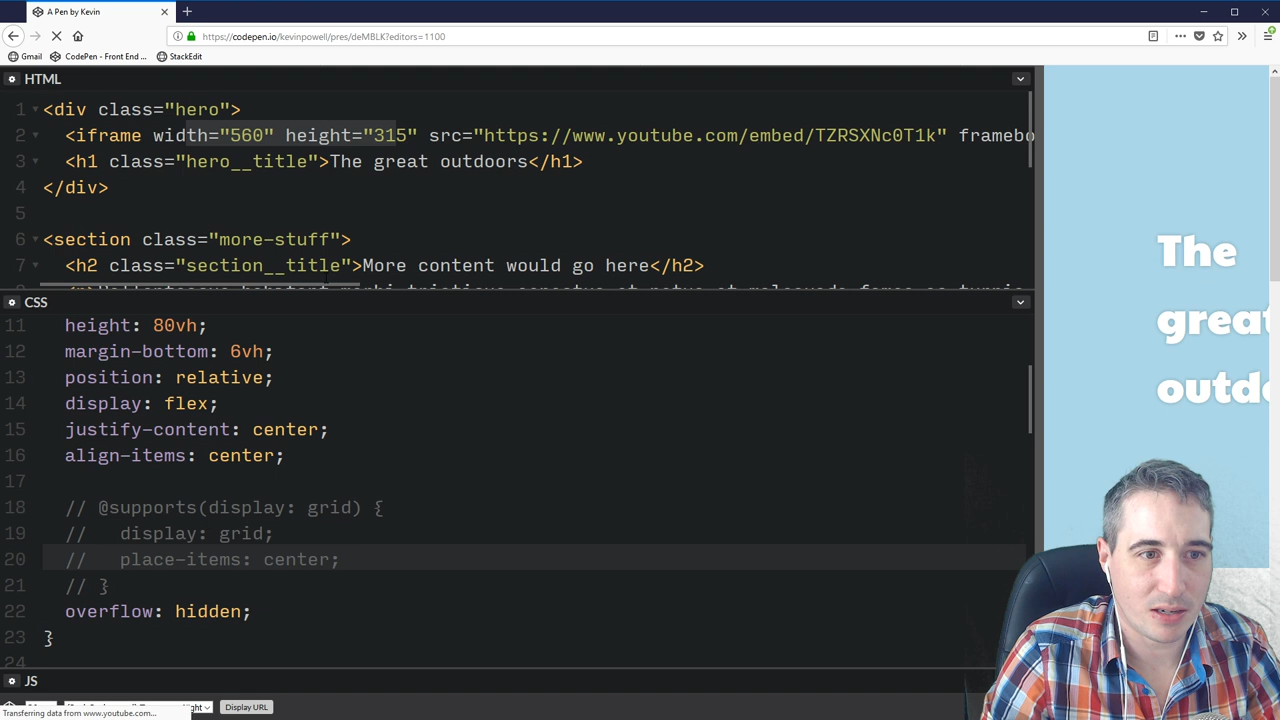 A Pen by Kevin
https://codepen.io/kevinpowell/pres/deMBLK?editors=1100
Gmail
CodePen - Front End ...
StackEdit
HTML
1 <div class="hero">
2 <iframe width="560" height="315" src="https://www.youtube.com/embed/TZRSXNc0T1k" framebo
3 <h1 class="hero__title">The great outdoors</h1>
4 </div>
5
6 <section class="more-stuff">
7 <h2 class="section__title">More content would go here</h2>
CSS
11 height: 80vh;
12 margin-bottom: 6vh;
13 position: relative;
14 display: flex;
15 justify-content: center;
16 align-items: center;
17
18 // @supports(display: grid) {
19 // display: grid;
20 // place-items: center;
21 // }
22 overflow: hidden;
23 }
24
JS
Display URL
Transferring data from www.youtube.com...
The
great
outdo